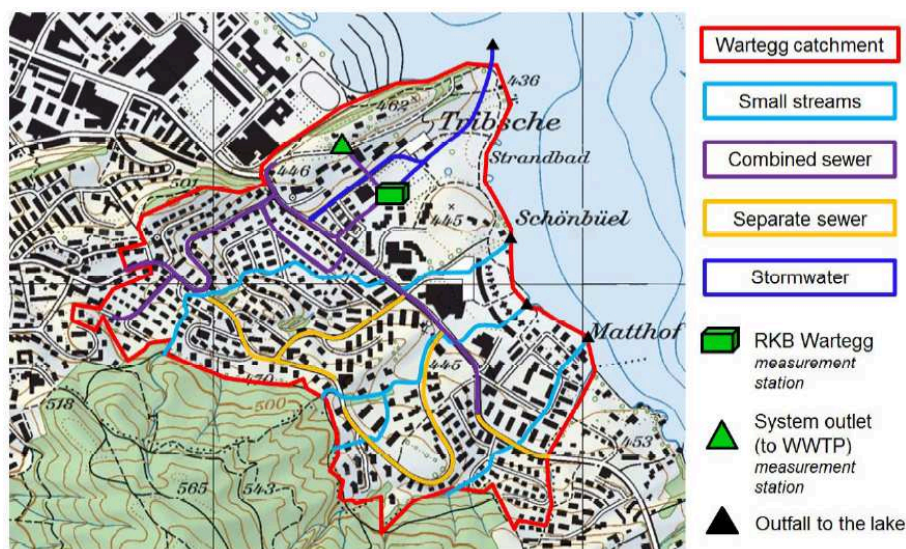 436
462
Tribsche
Strandbad
446
501
445
Schönbüel
Matthof
445
470
500
518
453
565
543
Wartegg catchment
Small streams
Combined sewer
Separate sewer
Stormwater
RKB Wartegg
measurement
station
System outlet
(to WWTP)
measurement
station
Outfall to the lake